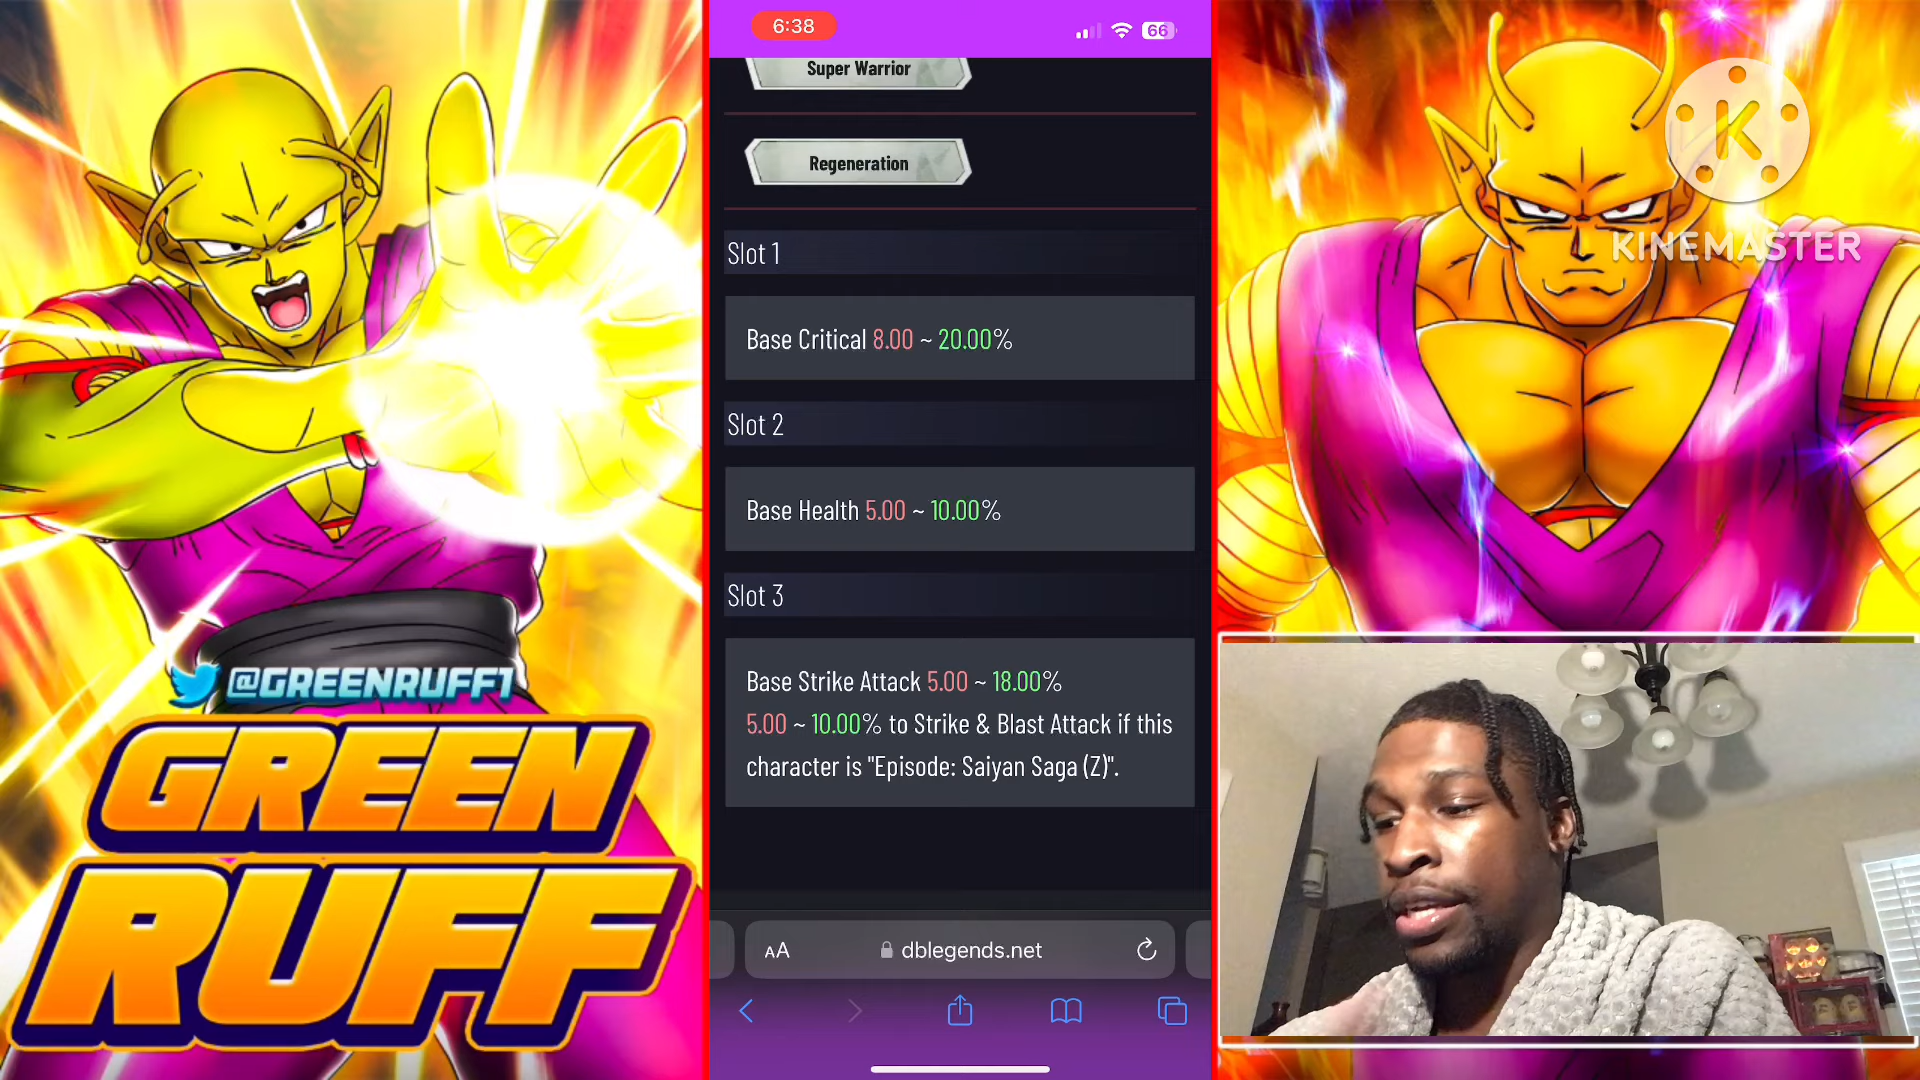 6:38
66
Super Warrior
Regeneration
Slot 1
Base Critical 8.00 ~ 20.00%
Slot 2
Base Health 5.00 ~ 10.00%
Slot 3
Base Strike Attack 5.00 ~ 18.00%
5.00 ~ 10.00% to Strike & Blast Attack if this
character is "Episode: Saiyan Saga (Z)".
AA
dblegends.net
@GREENRUFF1
GREEN
RUFF
K
KINEMASTER